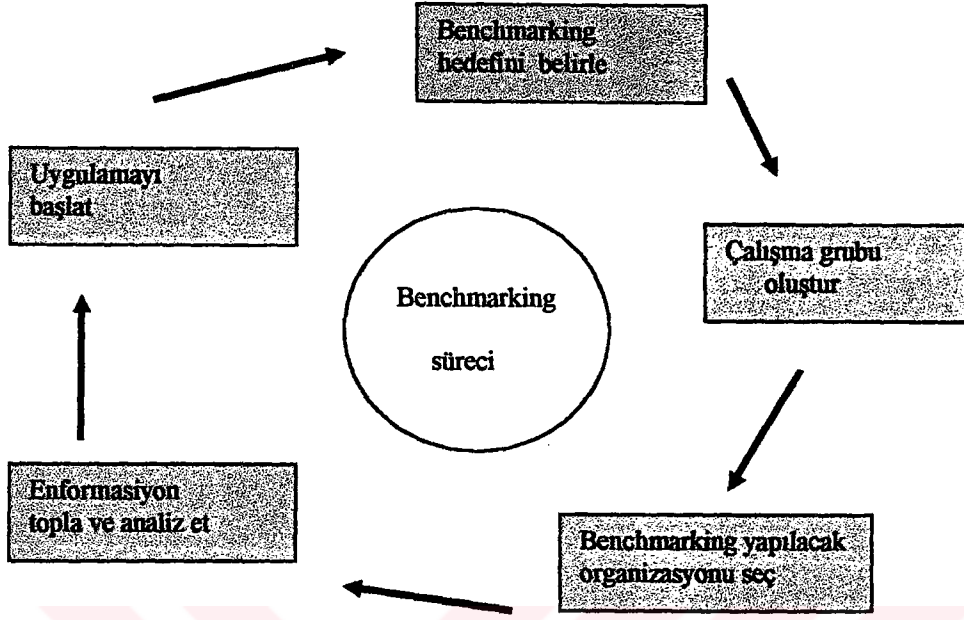 Benchmarking
hedefini belirle
Uygulamayı
başlat
Çalışma grubu
oluştur
Benchmarking
süreci
Enformasyon
topla ve analiz et
Benchmarking yapılacak
organizasyonu seç